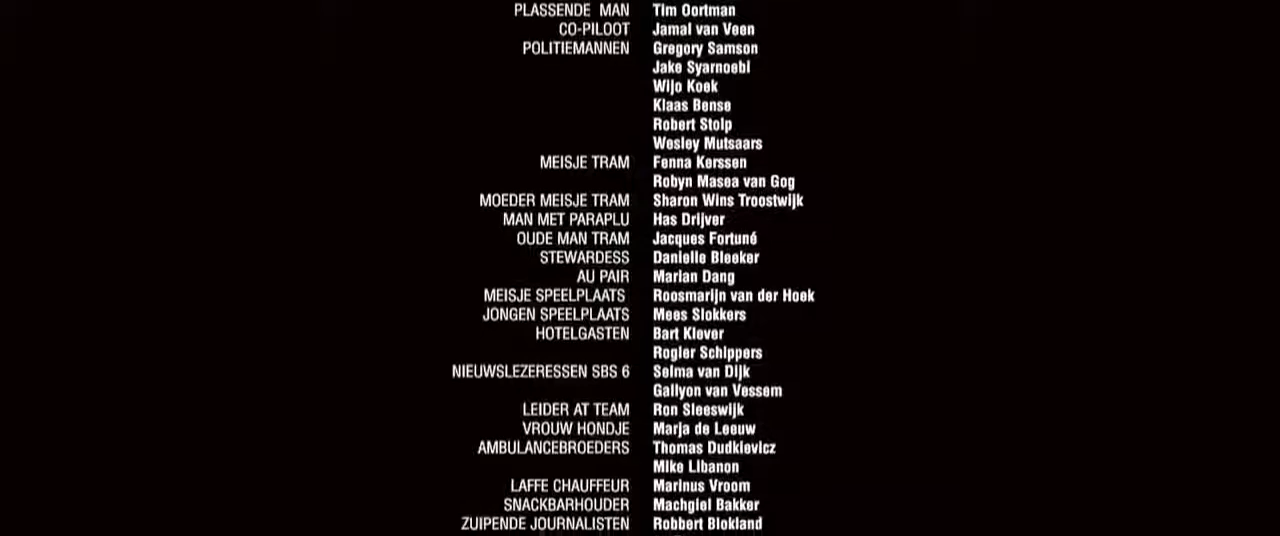 PLASSENDE MAN Tim Oortman
CO-PILOOT Jamal van Veen
POLITIEMANNEN Gregory Samson
Jake Syarnoebi
Wijo Koek
Klaas Bense
Robert Stolp
Wesley Mutsaars
MEISJE TRAM Fenna Kerssen
Robyn Masea van Gog
MOEDER MEISJE TRAM Sharon Wins Troostwijk
MAN MET PARAPLU Has Drijver
OUDE MAN TRAM Jacques Fortuné
STEWARDESS Danielle Bleeker
AU PAIR Marian Dang
MEISJE SPEELPLAATS Roosmarijn van der Hoek
JONGEN SPEELPLAATS Mees Slokkers
HOTELGASTEN Bart Klever
Rogier Schippers
NIEUWSLEZERESSEN SBS 6 Selma van Dijk
Gallyon van Vessem
LEIDER AT TEAM Ron Sleeswijk
VROUW HONDJE Marja de Leeuw
AMBULANCEBROEDERS Thomas Dudkievicz
Mike Libanon
LAFFE CHAUFFEUR Marinus Vroom
SNACKBARHOUDER Machgiel Bakker
ZUIPENDE JOURNALISTEN Robbert Blokland